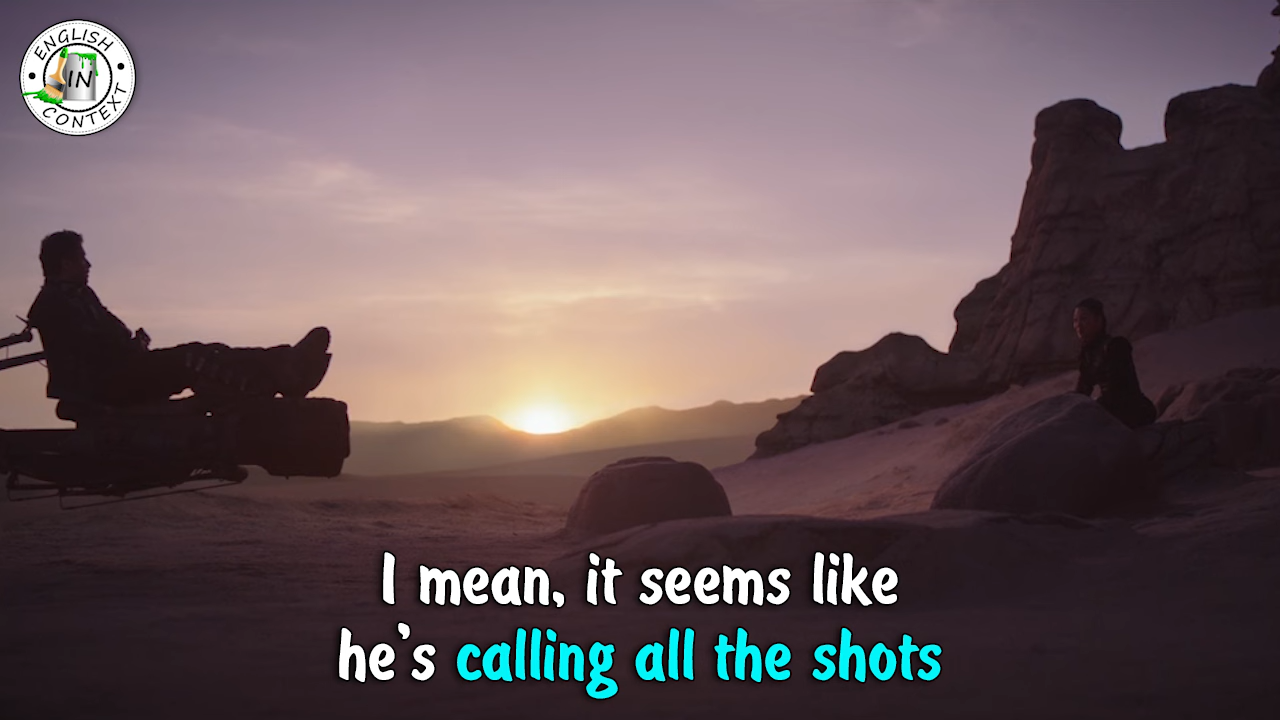 ENGLISH
IN
CONTEXT
I mean, it seems like
he's calling all the shots